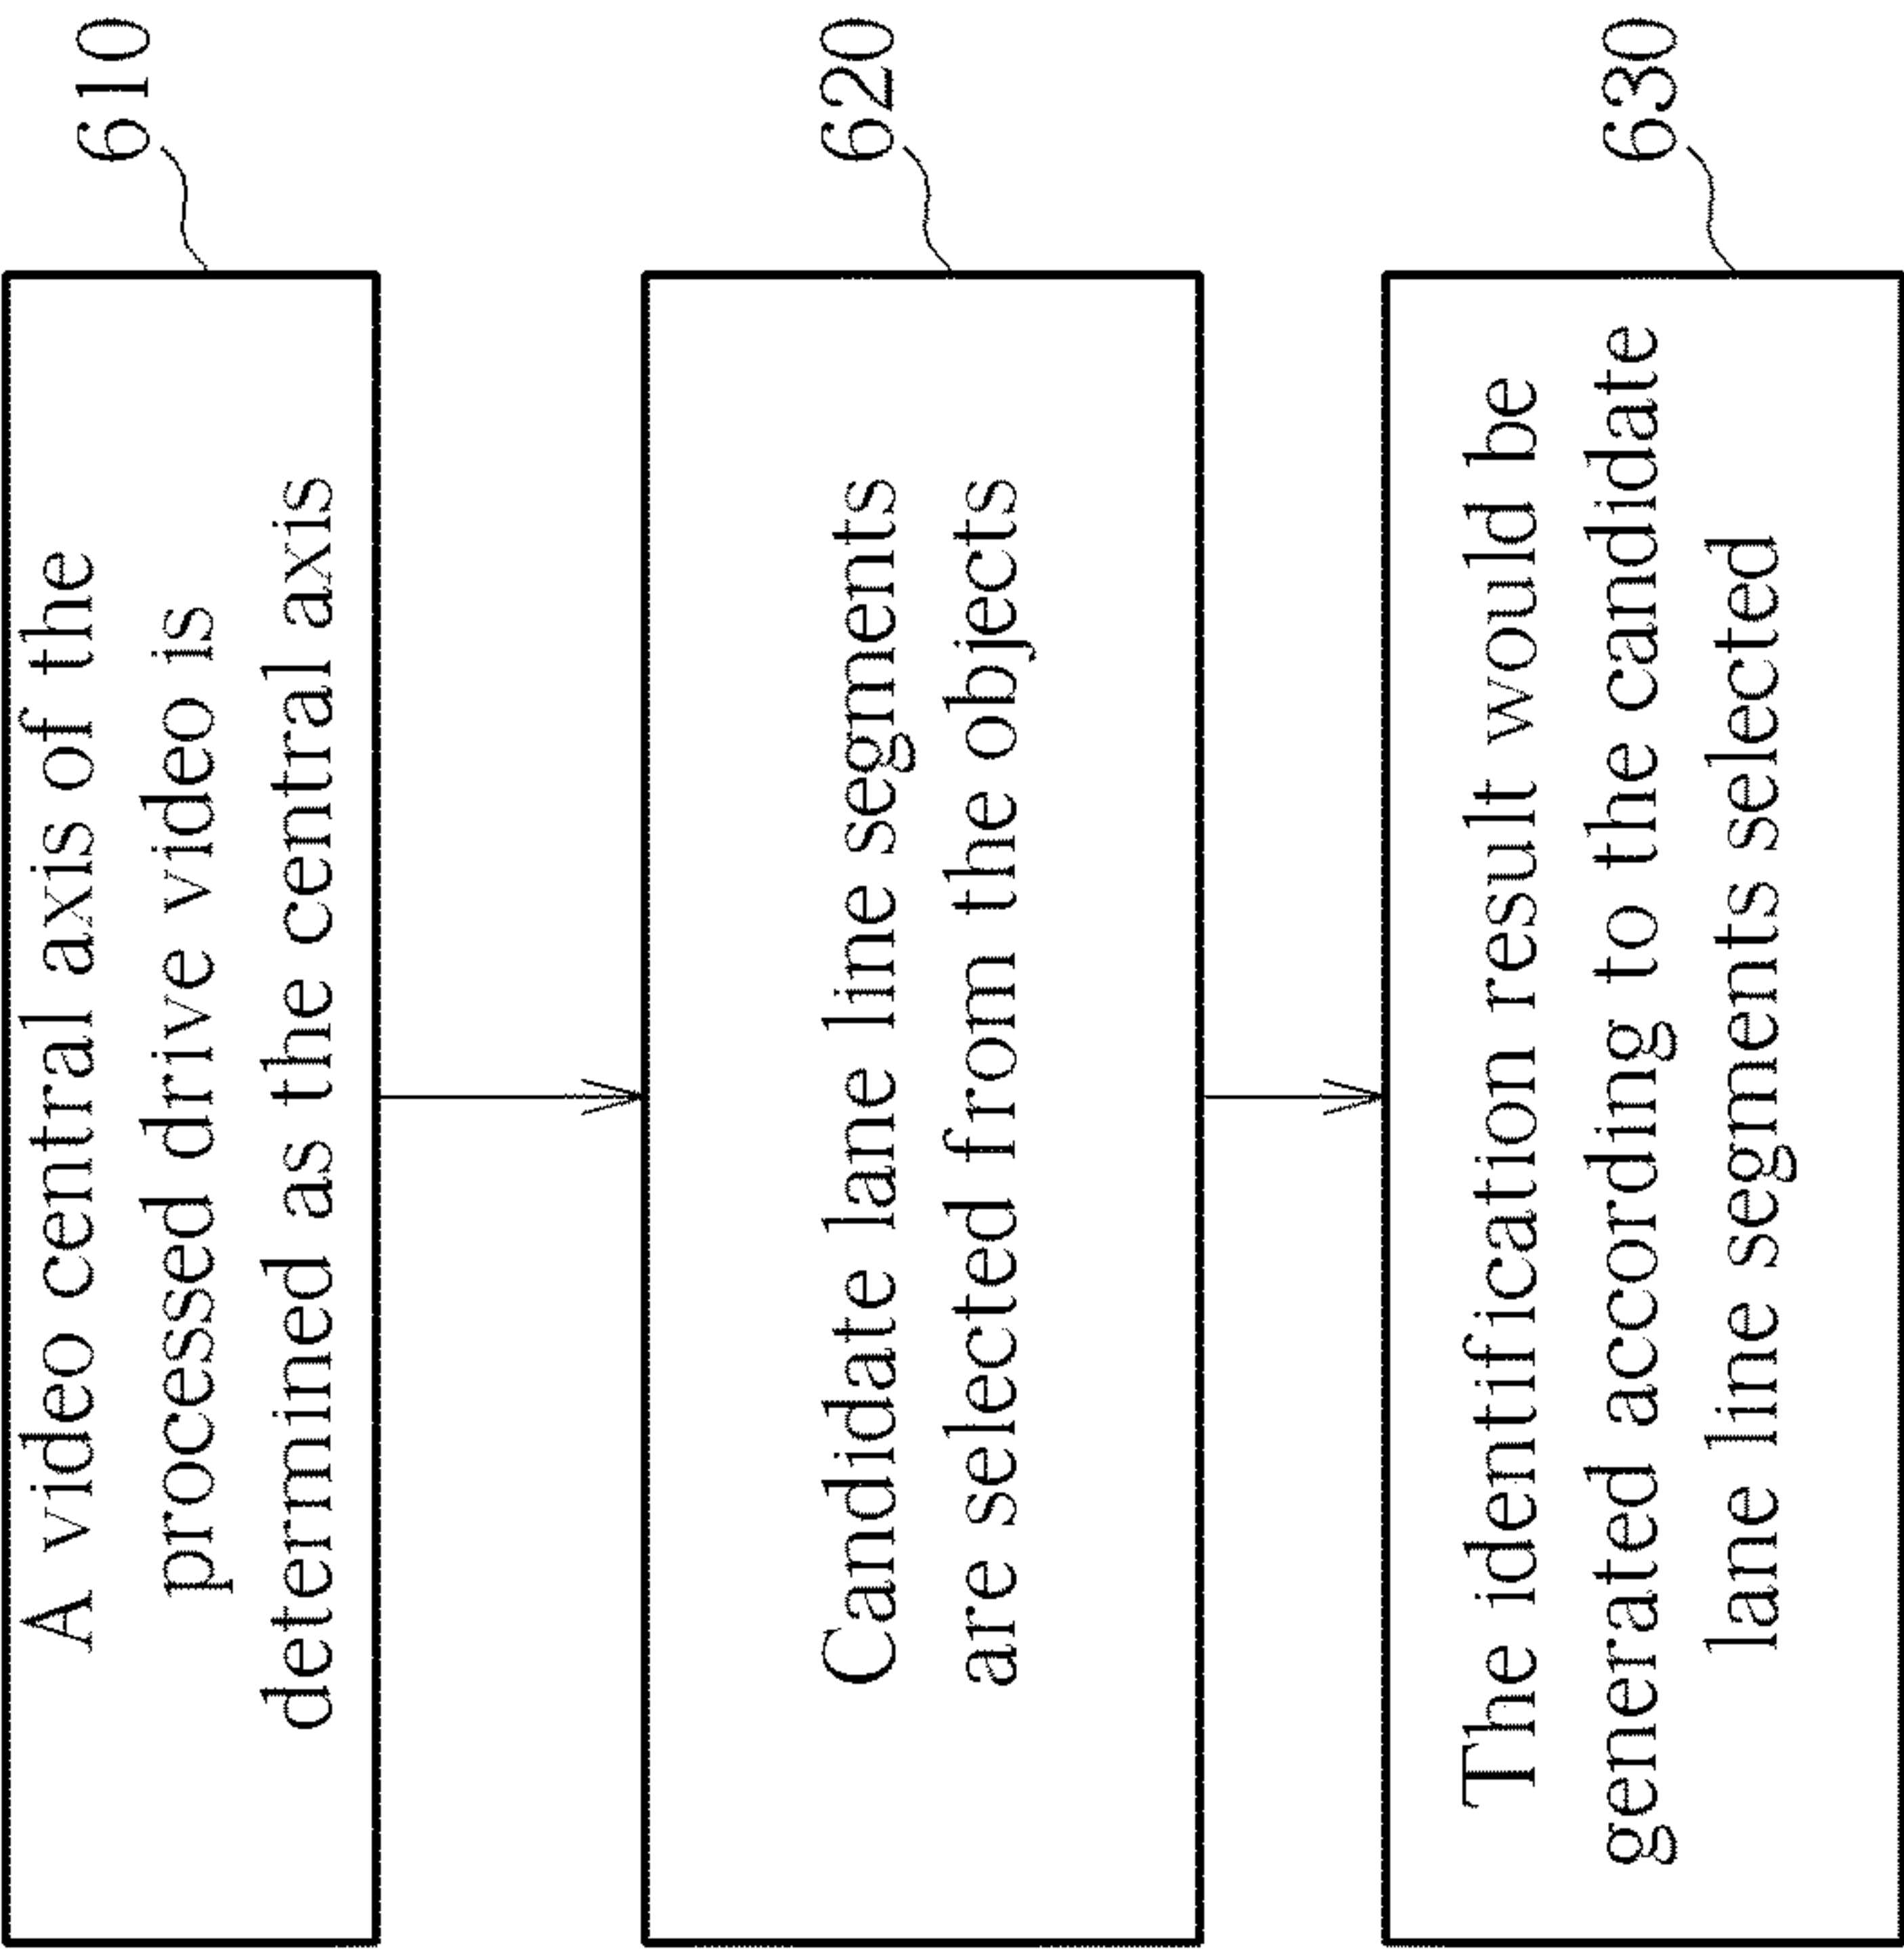 A video central axis of the
processed drive video is
determined as the central axis
610
Candidate lane line segments
are selected from the objects
620
The identification result would be
generated according to the candidate
lane line segments selected
630